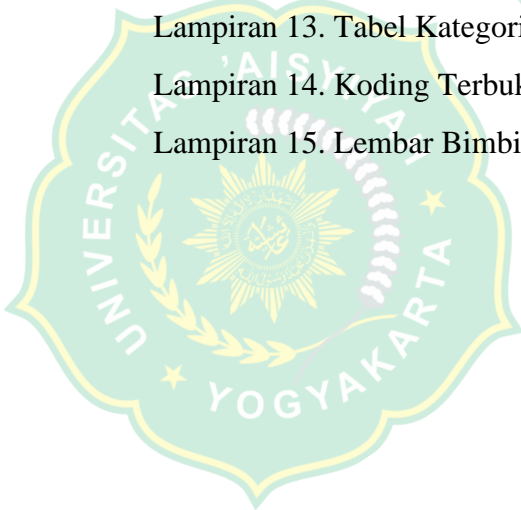 Lampiran 13. Tabel Kategori
Lampiran 14. Koding Terbuk
Lampiran 15. Lembar Bimbi
UNIVERSITAS 'AISYIYAH
YOGYAKARTA